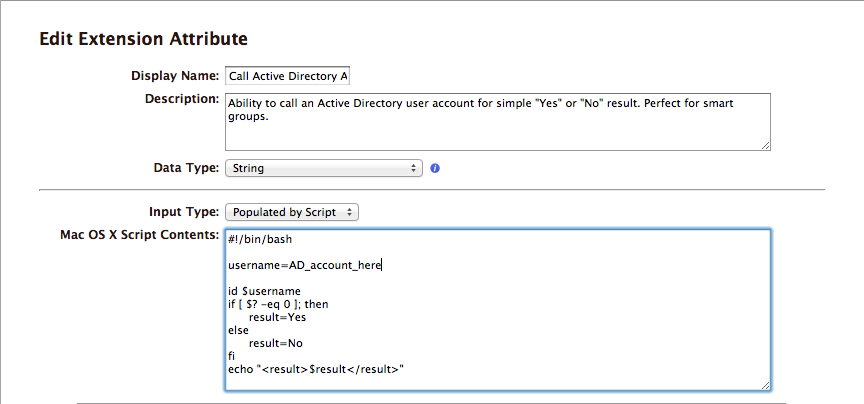 Edit Extension Attribute
Display Name: Call Active Directory A
Description: Ability to call an Active Directory user account for simple "Yes" or "No" result. Perfect for smart
groups.
Data Type: String i
Input Type: Populated by Script
Mac OS X Script Contents: #!/bin/bash
username=AD_account_here
id $username
if [ $? -eq 0 ]; then
result=Yes
else
result=No
fi
echo "<result>$result</result>"